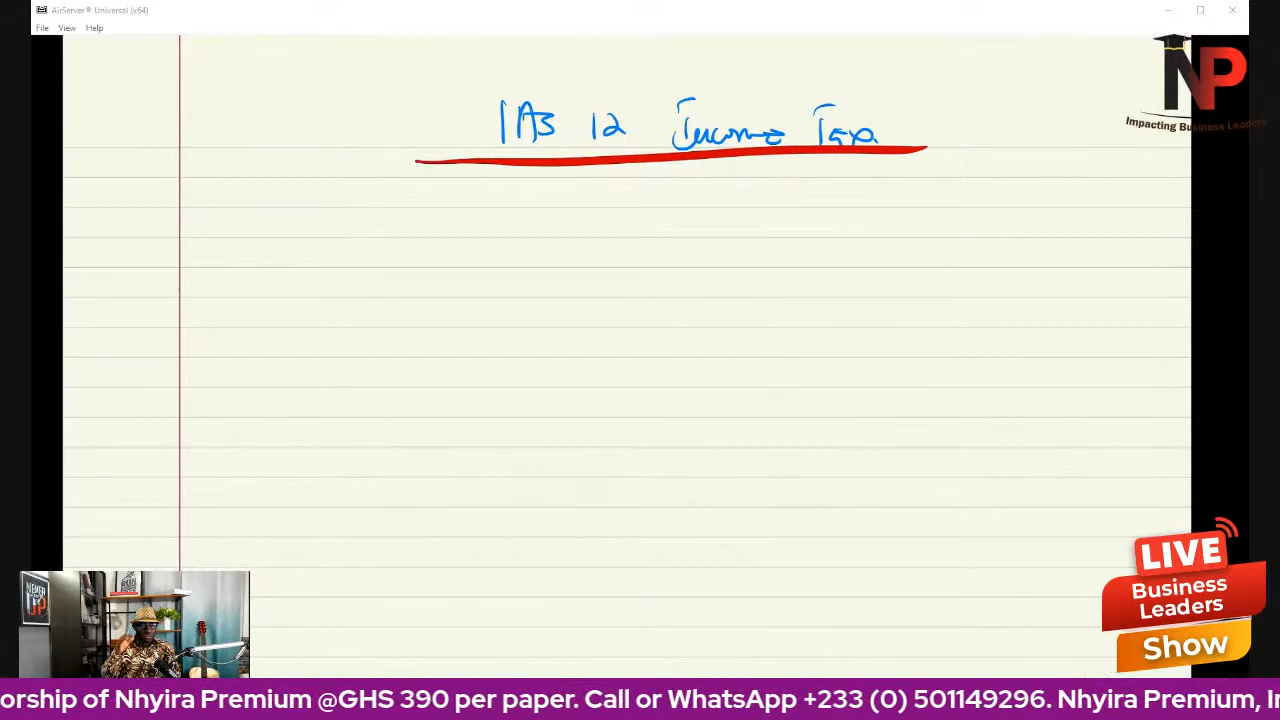 AirServer® Universal (x64)
File View Help
IAS 12 Income Tax
NP
Impacting Business Leaders
LIVE
Business
Leaders
Show
orship of Nhyira Premium @GHS 390 per paper. Call or WhatsApp +233 (0) 501149296. Nhyira Premium, I